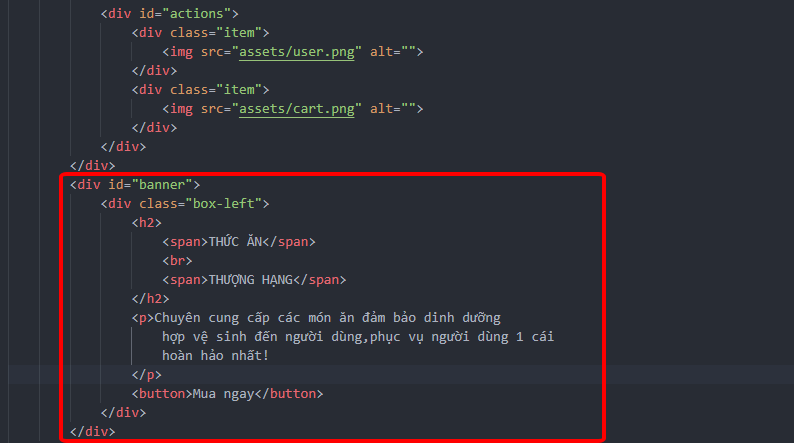 <div id="actions">
<div class="item">
<img src="assets/user.png" alt="">
</div>
<div class="item">
<img src="assets/cart.png" alt="">
</div>
</div>
</div>
<div id="banner">
<div class="box-left">
<h2>
<span>THỨC ĂN</span>
<br>
<span>THƯỢNG HẠNG</span>
</h2>
<p>Chuyên cung cấp các món ăn đảm bảo dinh dưỡng
hợp vệ sinh đến người dùng,phục vụ người dùng 1 cái
hoàn hảo nhất!
</p>
<button>Mua ngay</button>
</div>
</div>